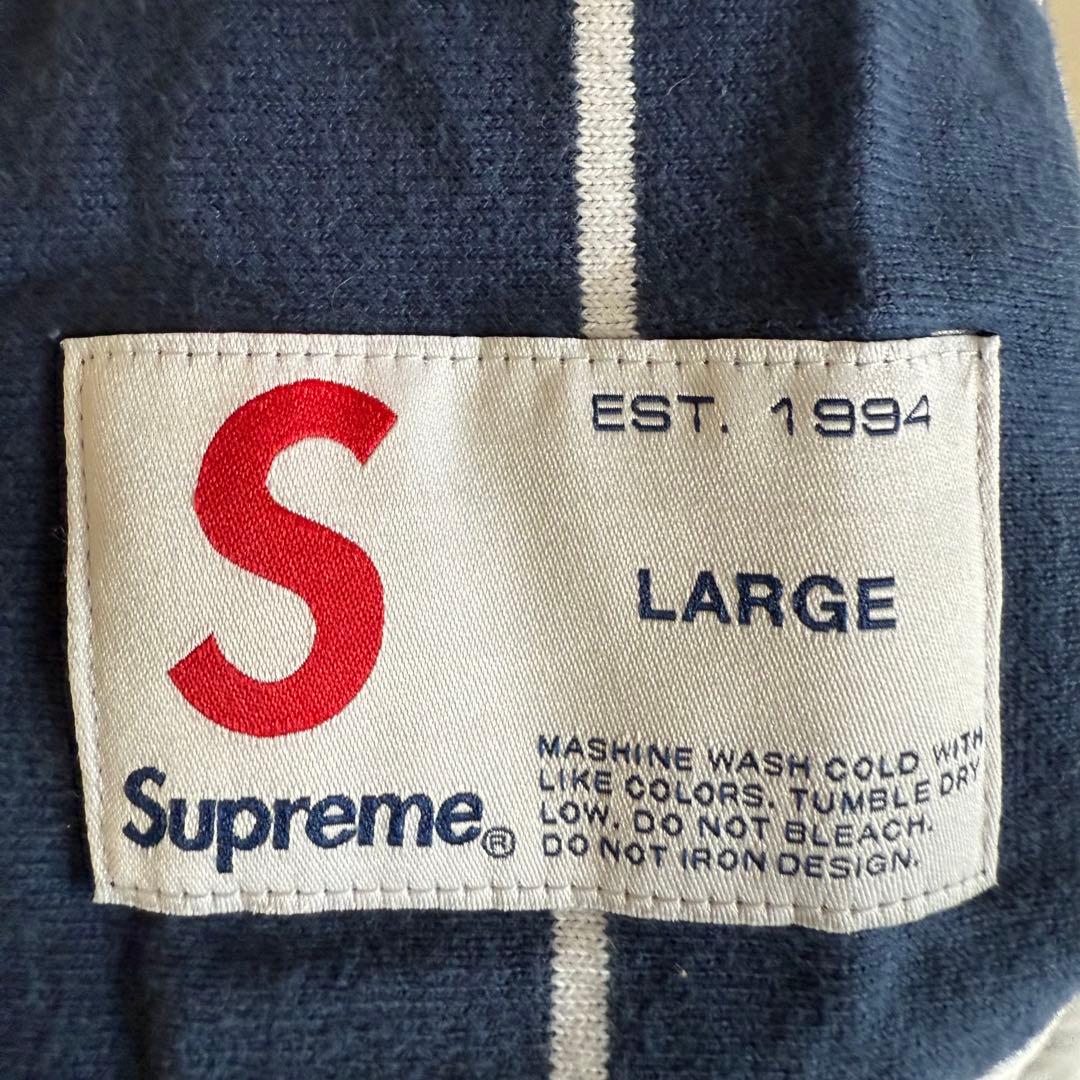 S
Supreme®
EST. 1994
LARGE
MASHINE WASH COLD WITH
LIKE COLORS. TUMBLE DRY
LOW. DO NOT BLEACH.
DO NOT IRON DESIGN.